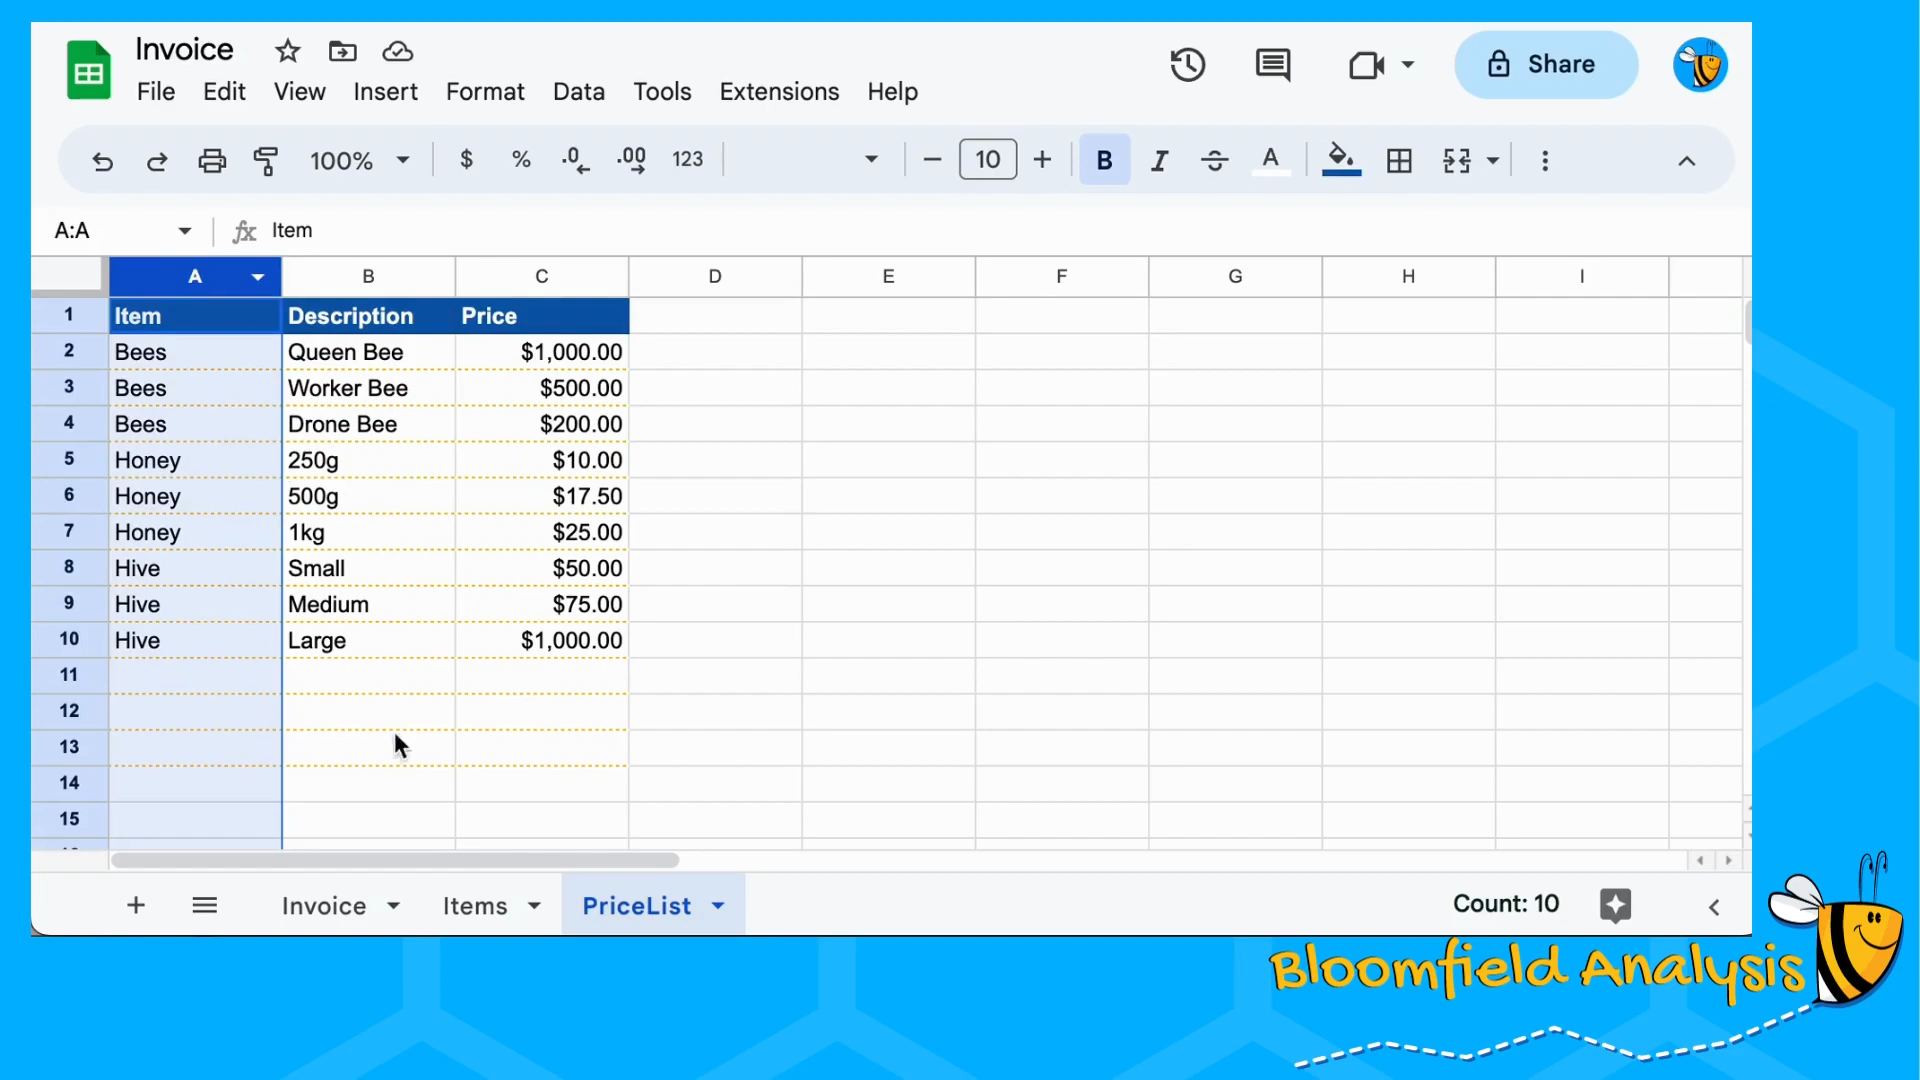 Invoice
File Edit View Insert Format Data Tools Extensions Help
Share
100% $ % .0 .00 123 10 B I A
A:A fx Item
A B C D E F G H I
1 Item Description Price
2 Bees Queen Bee $1,000.00
3 Bees Worker Bee $500.00
4 Bees Drone Bee $200.00
5 Honey 250g $10.00
6 Honey 500g $17.50
7 Honey 1kg $25.00
8 Hive Small $50.00
9 Hive Medium $75.00
10 Hive Large $1,000.00
11
12
13
14
15
Invoice Items PriceList Count: 10
Bloomfield Analysis